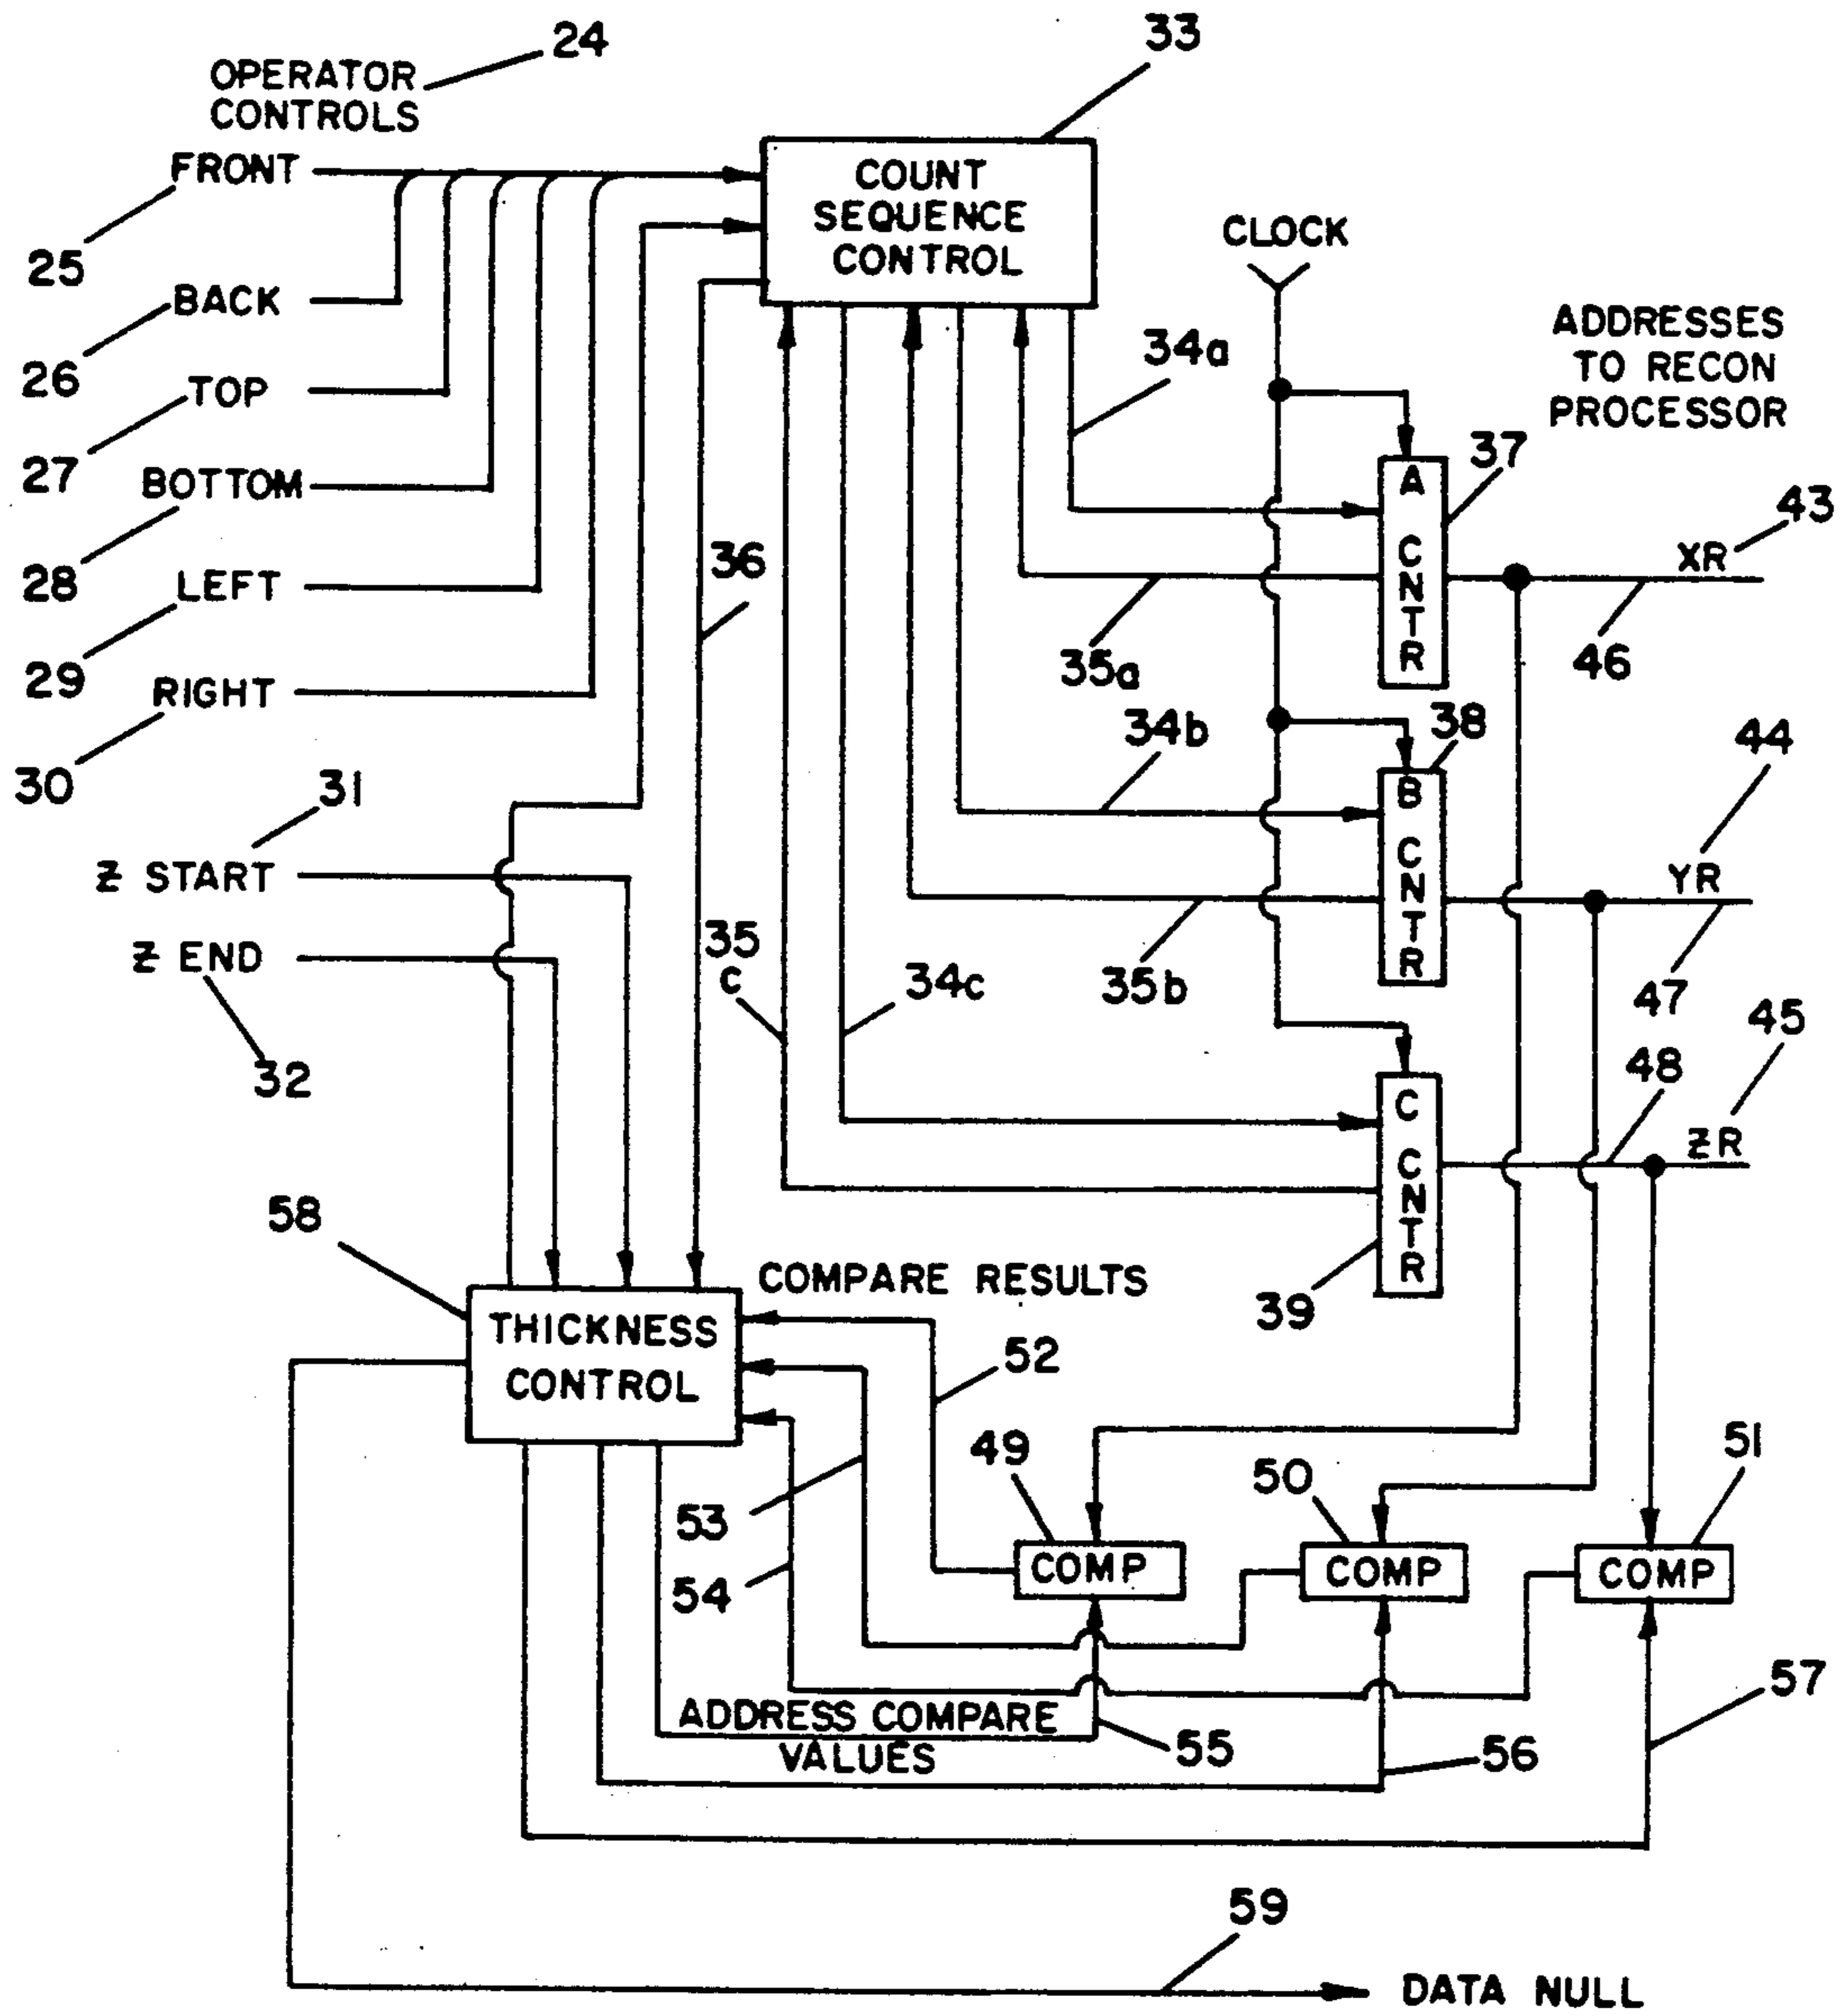 24
OPERATOR
CONTROLS
33
FRONT
25
COUNT
SEQUENCE
CONTROL
CLOCK
BACK
26
ADDRESSES
TO RECON
PROCESSOR
34a
TOP
27
37
BOTTOM
28
A
CNTR
43
XR
36
LEFT
29
35a
46
RIGHT
30
34b
38
44
31
B
CNTR
Z START
YR
35
C
34c
35b
47
Z END
32
45
48
C
CNTR
ZR
58
39
COMPARE RESULTS
THICKNESS
CONTROL
52
49
50
51
53
54
COMP
COMP
COMP
57
ADDRESS COMPARE
VALUES
55
56
59
DATA NULL